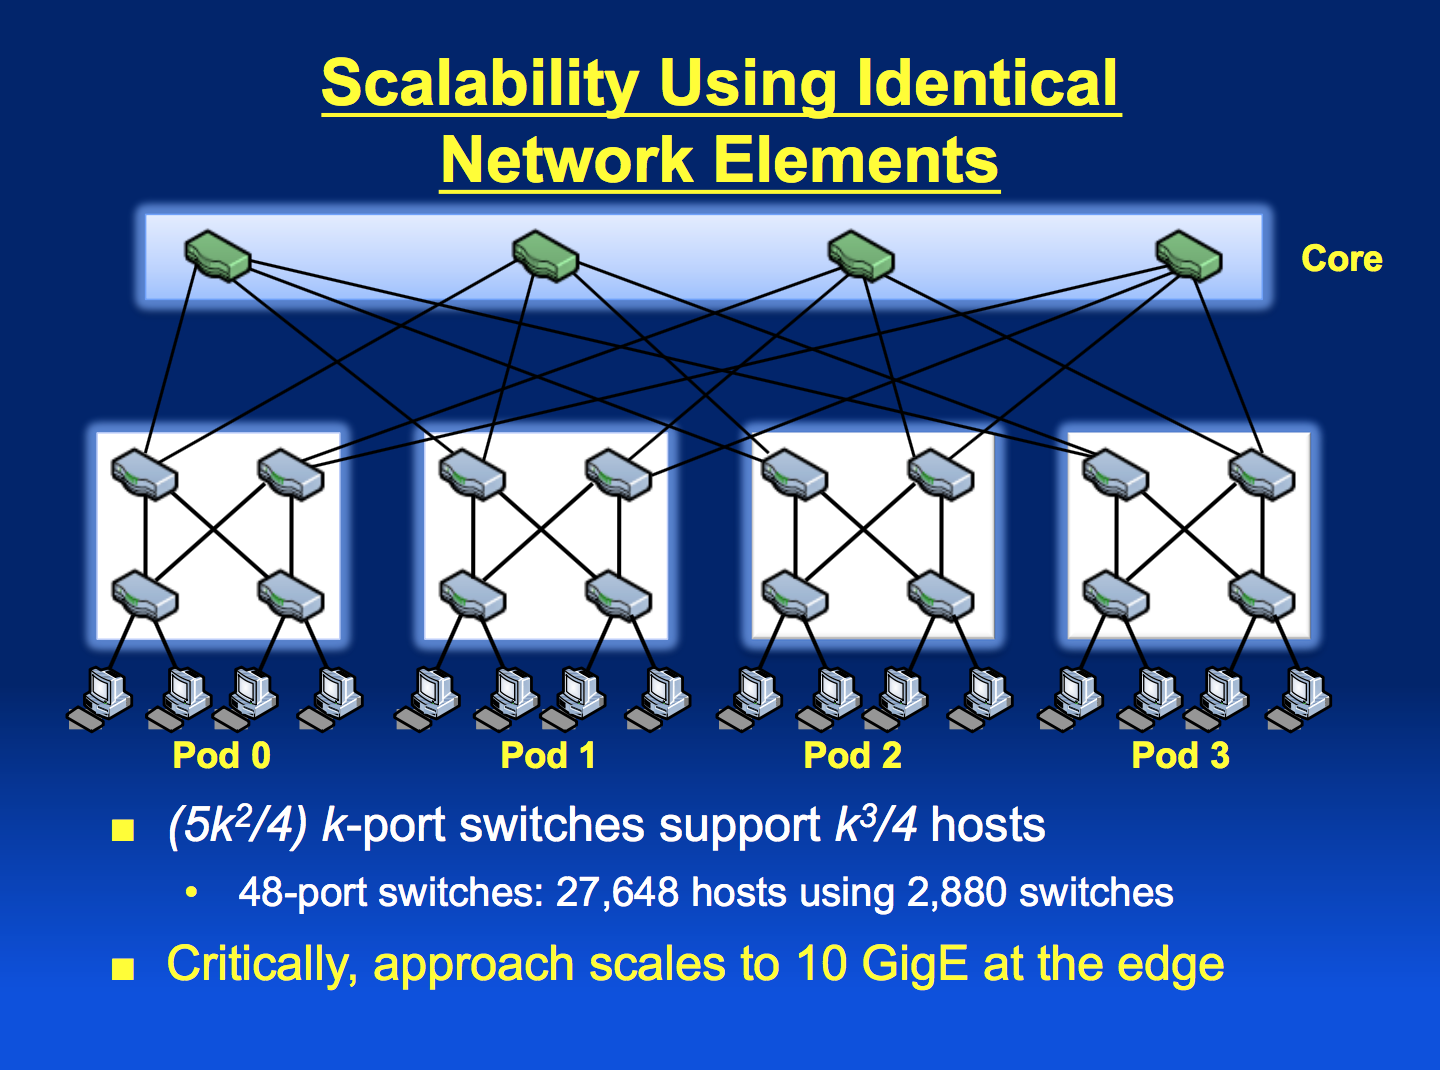 Scalability Using Identical
Network Elements
Core
Pod 0 Pod 1 Pod 2 Pod 3
■ (5k²/4) k-port switches support k³/4 hosts
• 48-port switches: 27,648 hosts using 2,880 switches
■ Critically, approach scales to 10 GigE at the edge